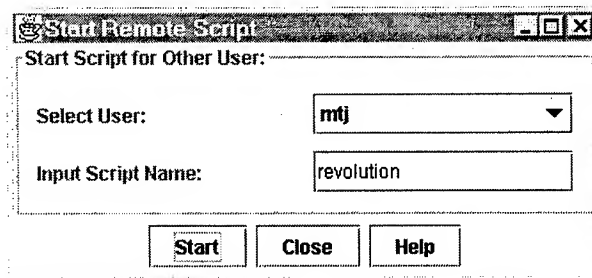 Start Remote Script
Start Script for Other User:
Select User: mtj
Input Script Name: revolution
Start Close Help